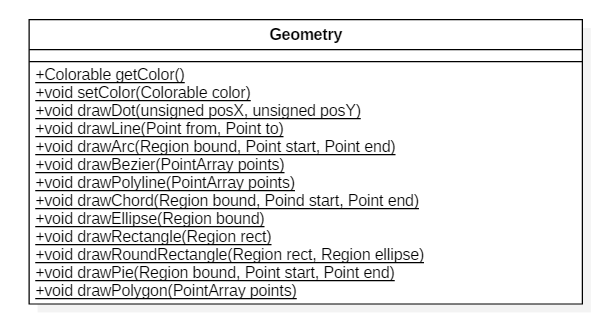 Geometry
+Colorable getColor()
+void setColor(Colorable color)
+void drawDot(unsigned posX, unsigned posY)
+void drawLine(Point from, Point to)
+void drawArc(Region bound, Point start, Point end)
+void drawBezier(PointArray points)
+void drawPolyline(PointArray points)
+void drawChord(Region bound, Poind start, Point end)
+void drawEllipse(Region bound)
+void drawRectangle(Region rect)
+void drawRoundRectangle(Region rect, Region ellipse)
+void drawPie(Region bound, Point start, Point end)
+void drawPolygon(PointArray points)